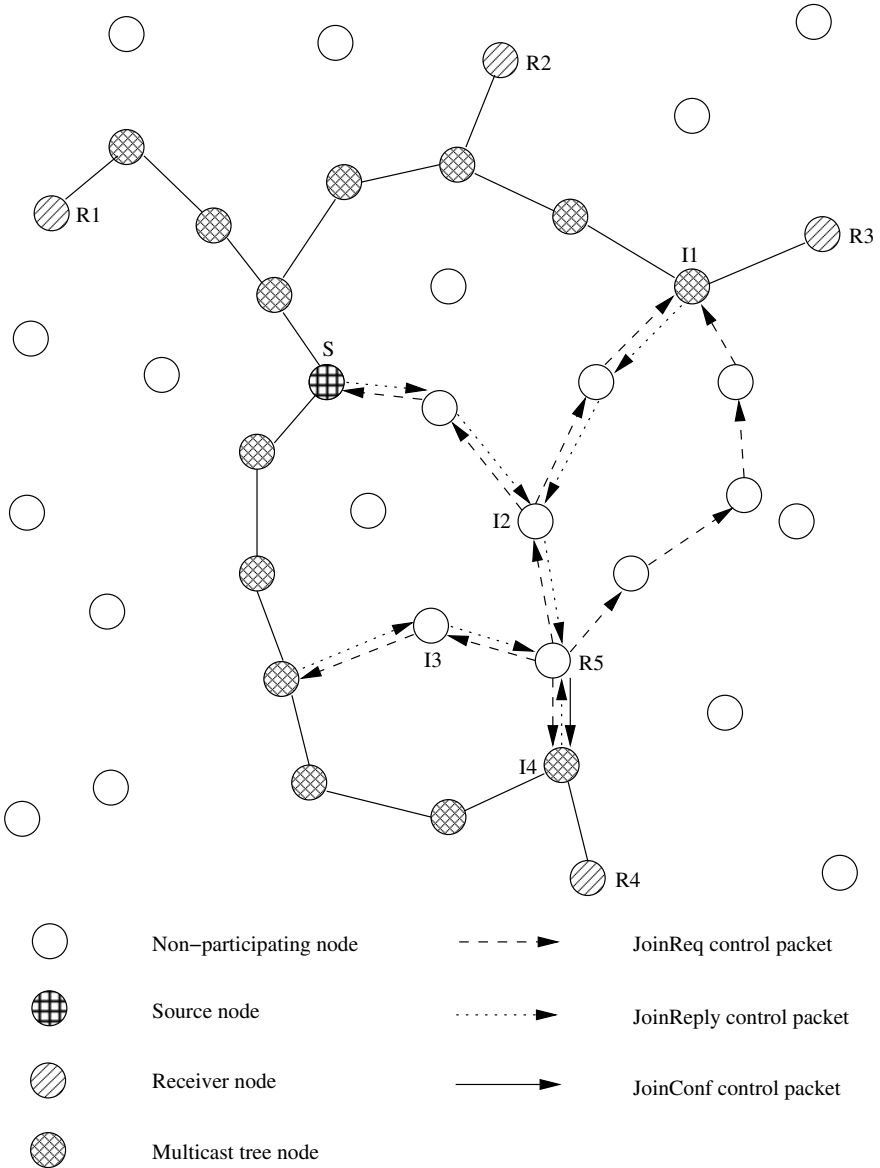 R2
R1
R3
I1
S
I2
I3
R5
I4
R4
Non−participating node
JoinReq control packet
Source node
JoinReply control packet
Receiver node
JoinConf control packet
Multicast tree node